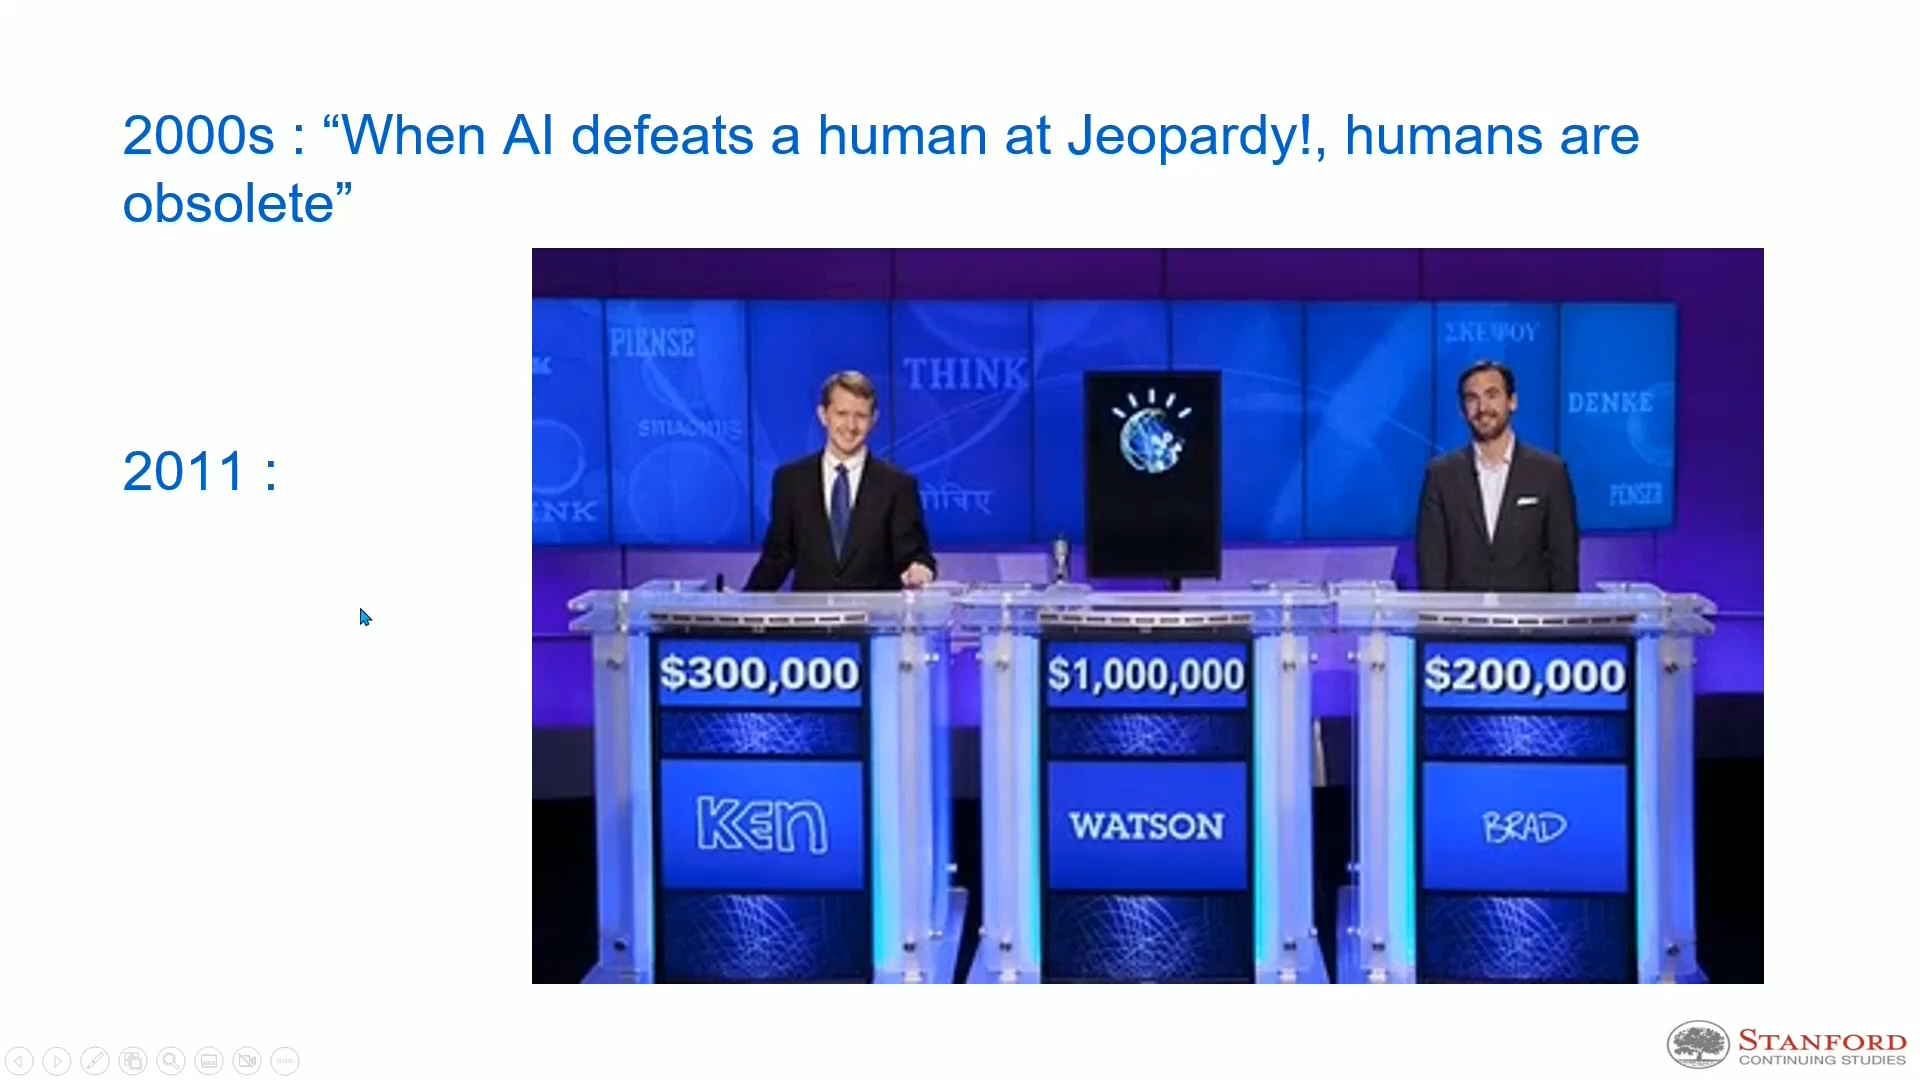 2000s : “When AI defeats a human at Jeopardy!, humans are
obsolete”
2011 :
PIENSE
THINK
ΣΚΕΨΟΥ
DENKE
INK
PENSER
$300,000
$1,000,000
$200,000
Ken
WATSON
BRAD
STANFORD
CONTINUING STUDIES